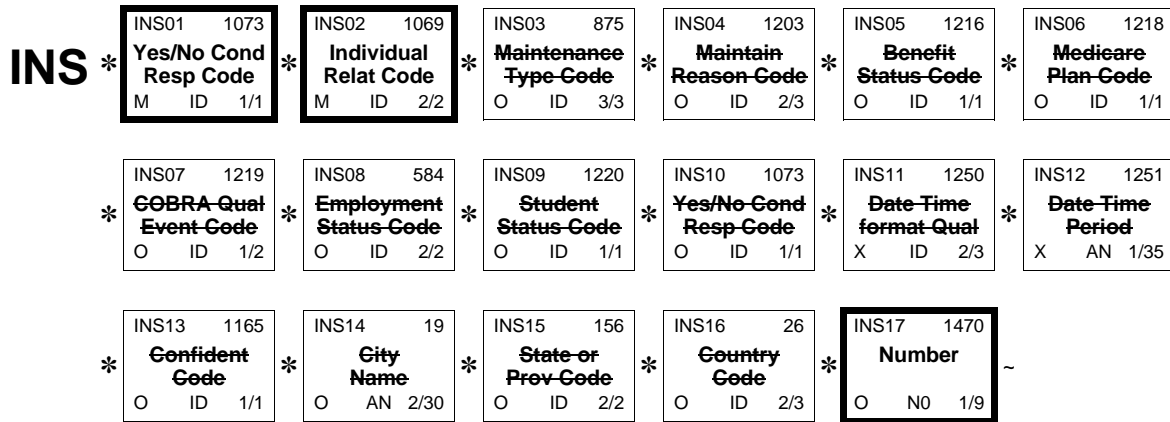 INS * INS01 1073 Yes/No Cond Resp Code M ID 1/1 * INS02 1069 Individual Relat Code M ID 2/2 * INS03 875 Maintenance Type Code O ID 3/3 * INS04 1203 Maintain Reason Code O ID 2/3 * INS05 1216 Benefit Status Code O ID 1/1 * INS06 1218 Medicare Plan Code O ID 1/1
* INS07 1219 COBRA Qual Event Code O ID 1/2 * INS08 584 Employment Status Code O ID 2/2 * INS09 1220 Student Status Code O ID 1/1 * INS10 1073 Yes/No Cond Resp Code O ID 1/1 * INS11 1250 Date Time format Qual X ID 2/3 * INS12 1251 Date Time Period X AN 1/35
* INS13 1165 Confident Code O ID 1/1 * INS14 19 City Name O AN 2/30 * INS15 156 State or Prov Code O ID 2/2 * INS16 26 Country Code O ID 2/3 * INS17 1470 Number O N0 1/9 ~